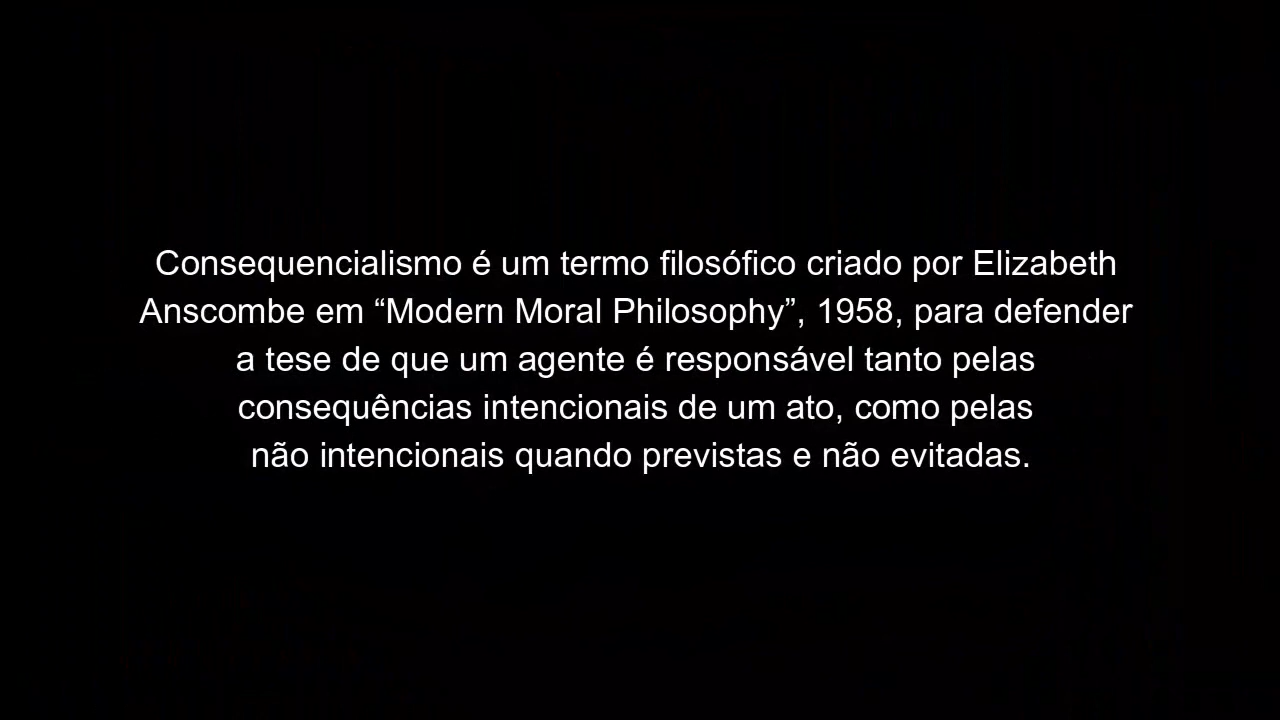 Consequencialismo é um termo filosófico criado por Elizabeth
Anscombe em “Modern Moral Philosophy”, 1958, para defender
a tese de que um agente é responsável tanto pelas
consequências intencionais de um ato, como pelas
não intencionais quando previstas e não evitadas.